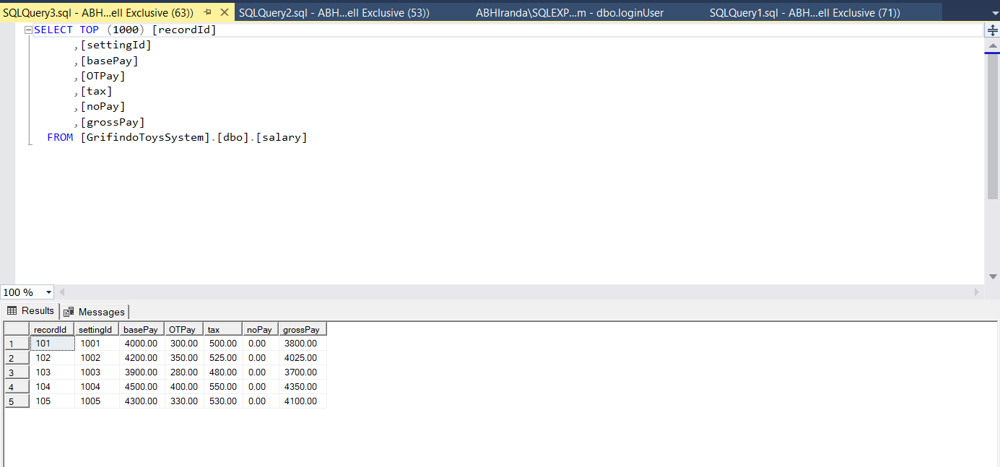 SQLQuery3.sql - ABH...ell Exclusive (63)) SQLQuery2.sql - ABH...ell Exclusive (53)) ABHIranda\SQLEXP...m - dbo.loginUser SQLQuery1.sql - ABH...ell Exclusive (71))
SELECT TOP (1000) [recordId]
,[settingId]
,[basePay]
,[OTPay]
,[tax]
,[noPay]
,[grossPay]
FROM [GrifindoToysSystem].[dbo].[salary]
100 %
Results Messages
recordId settingId basePay OTPay tax noPay grossPay
1 101 1001 4000.00 300.00 500.00 0.00 3800.00
2 102 1002 4200.00 350.00 525.00 0.00 4025.00
3 103 1003 3900.00 280.00 480.00 0.00 3700.00
4 104 1004 4500.00 400.00 550.00 0.00 4350.00
5 105 1005 4300.00 330.00 530.00 0.00 4100.00